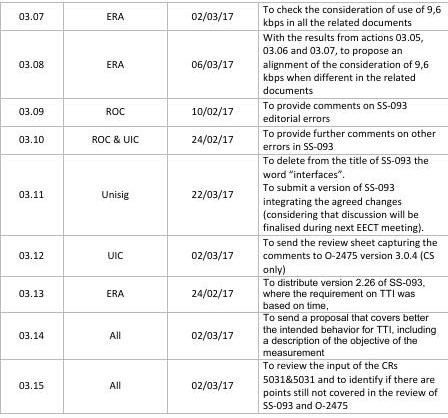 03.07 ERA 02/03/17 To check the consideration of use of 9,6
kbps in all the related documents
03.08 ERA 06/03/17 With the results from actions 03.05,
03.06 and 03.07, to propose an
alignment of the consideration of 9,6
kbps when different in the related
documents
03.09 ROC 10/02/17 To provide comments on SS-093
editorial errors
03.10 ROC & UIC 24/02/17 To provide further comments on other
errors in SS-093
03.11 Unisig 22/03/17 To delete from the title of SS-093 the
word “interfaces”.
To submit a version of SS-093
integrating the agreed changes
(considering that discussion will be
finalised during next EECT meeting).
03.12 UIC 02/03/17 To send the review sheet capturing the
comments to O-2475 version 3.0.4 (CS
only)
03.13 ERA 24/02/17 To distribute version 2.26 of SS-093,
where the requirement on TTI was
based on time,
03.14 All 02/03/17 To send a proposal that covers better
the intended behavior for TTI, including
a description of the objective of the
measurement
03.15 All 02/03/17 To review the input of the CRs
5031&5031 and to identify if there are
points still not covered in the review of
SS-093 and O-2475